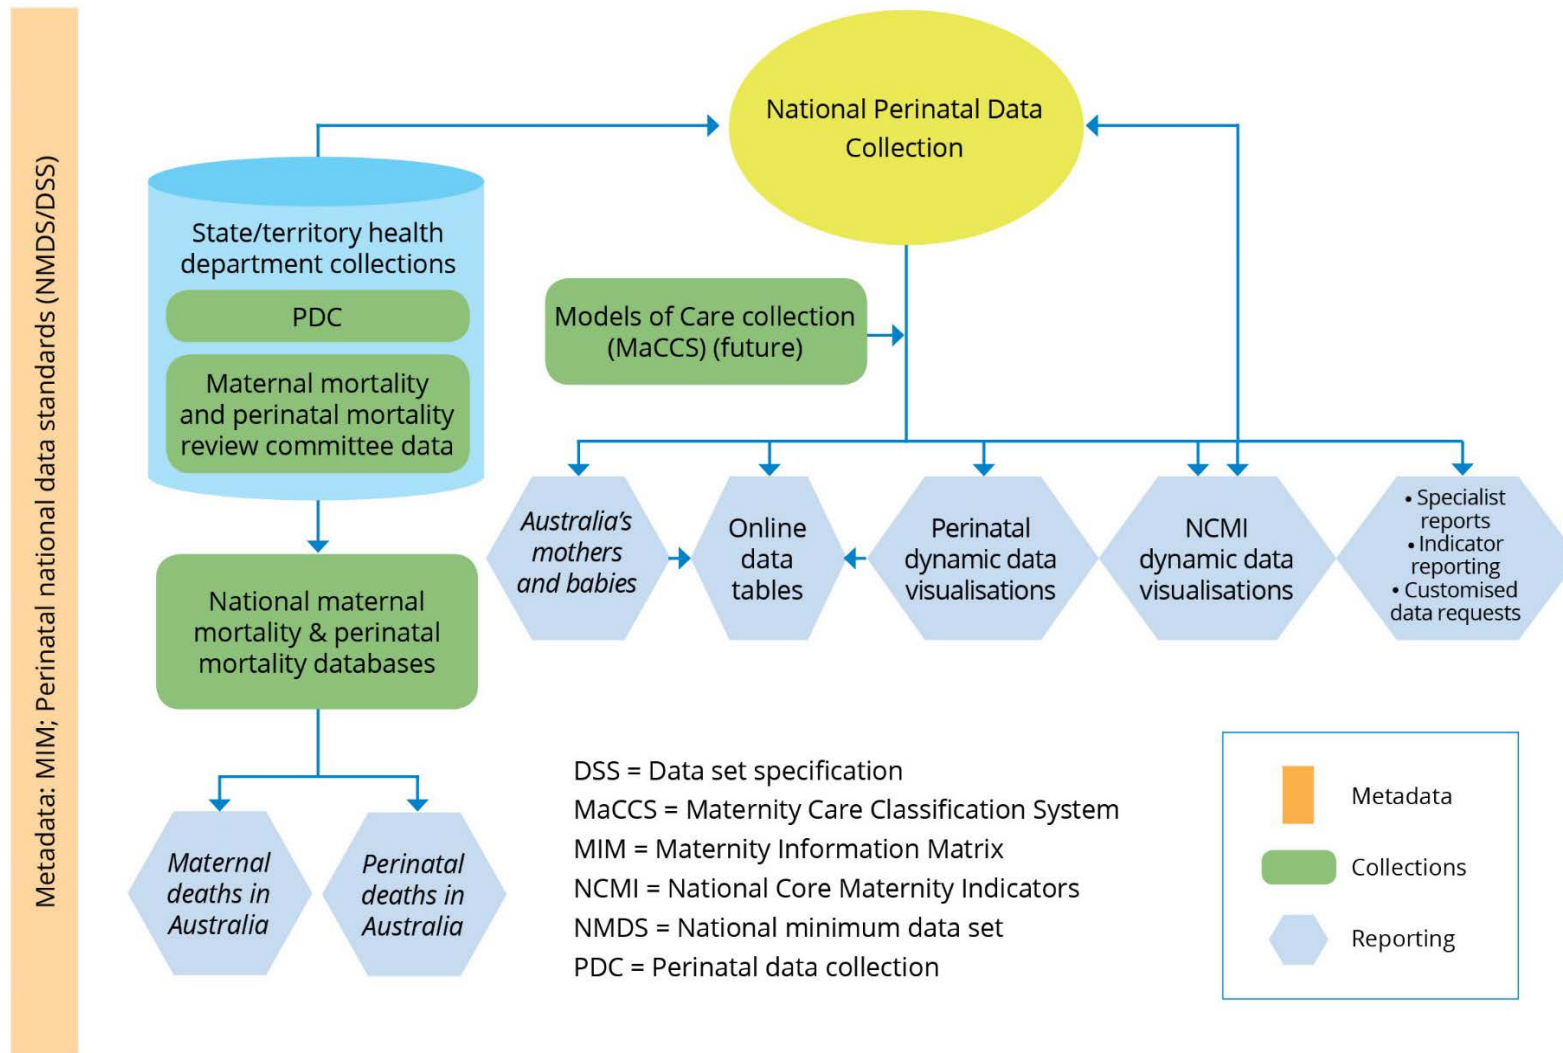 Metadata: MIM; Perinatal national data standards (NMDS/DSS)
National Perinatal Data
Collection
State/territory health
department collections
PDC
Maternal mortality
and perinatal mortality
review committee data
Models of Care collection
(MaCCS) (future)
Australia's
mothers
and babies
Online
data
tables
Perinatal
dynamic data
visualisations
NCMI
dynamic data
visualisations
• Specialist
reports
• Indicator
reporting
• Customised
data requests
National maternal
mortality & perinatal
mortality databases
Maternal
deaths in
Australia
Perinatal
deaths in
Australia
DSS = Data set specification
MaCCS = Maternity Care Classification System
MIM = Maternity Information Matrix
NCMI = National Core Maternity Indicators
NMDS = National minimum data set
PDC = Perinatal data collection
Metadata
Collections
Reporting